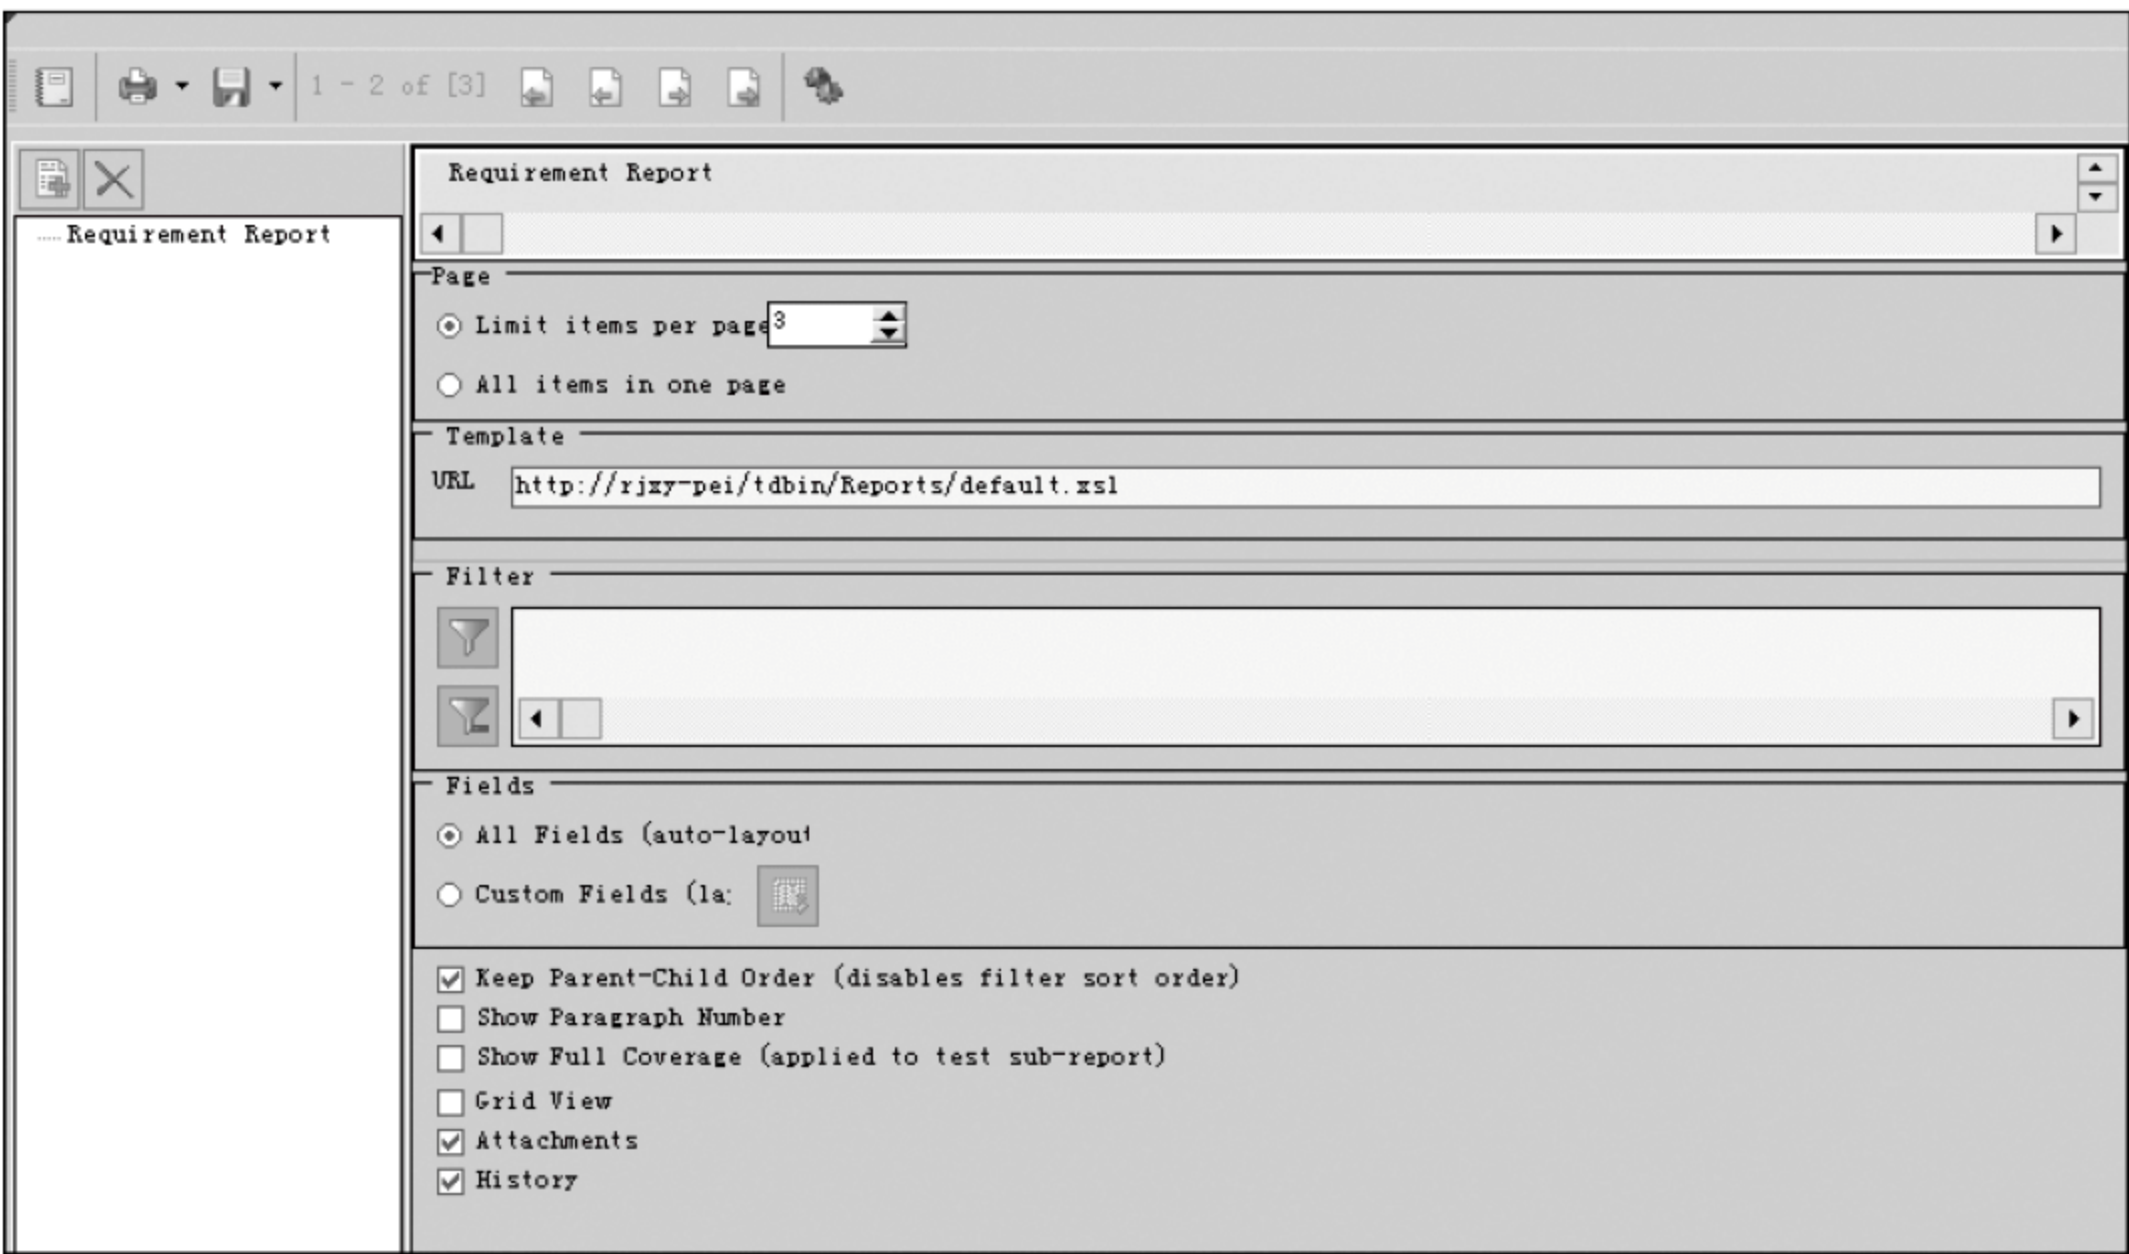 1 - 2 of [3]
Requirement Report
Requirement Report
Page
Limit items per page 3
All items in one page
Template
URL http://rjxy-pei/tdbin/Reports/default.xsl
Filter
Fields
All Fields (auto-layout
Custom Fields (la:
Keep Parent-Child Order (disables filter sort order)
Show Paragraph Number
Show Full Coverage (applied to test sub-report)
Grid View
Attachments
History